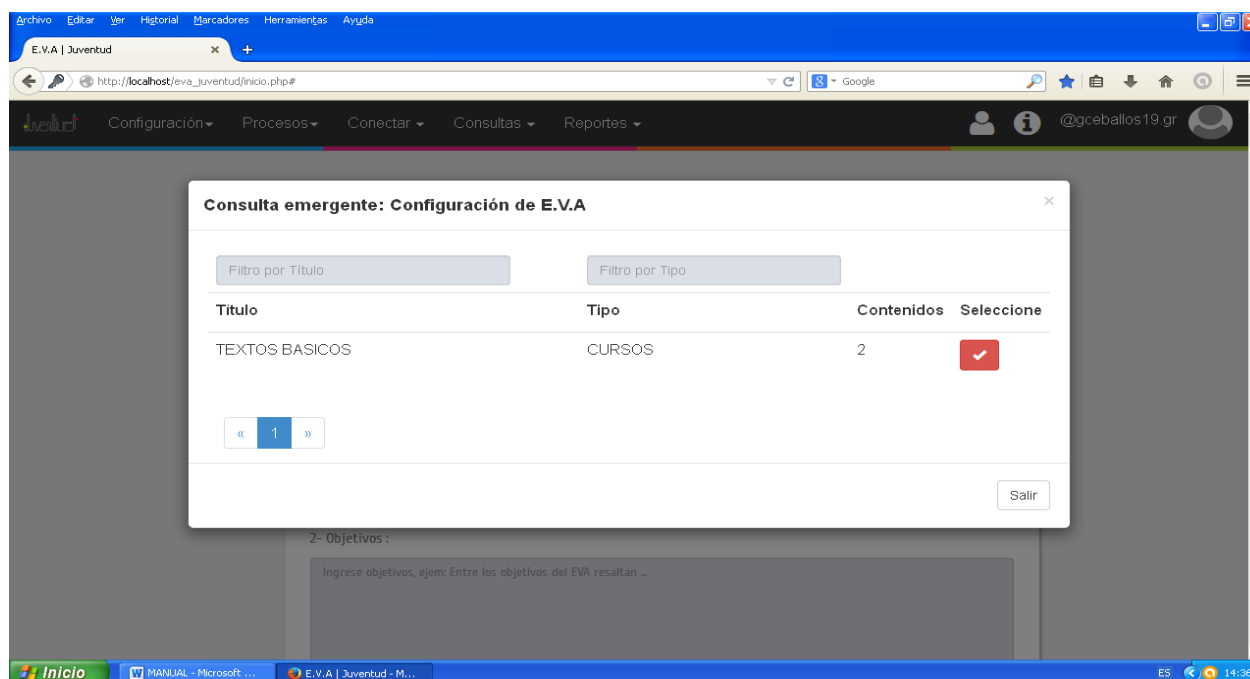 Archivo Editar Ver Historial Marcadores Herramientas Ayuda
E.V.A | Juventud
http://localhost/eva_juventud/inicio.php#
Google
Juventud Configuración Procesos Conectar Consultas Reportes @gceballos19.gr
Consulta emergente: Configuración de E.V.A ×
Filtro por Título Filtro por Tipo
Título Tipo Contenidos Seleccione
TEXTOS BASICOS CURSOS 2
« 1 »
Salir
2- Objetivos :
Ingrese objetivos, ejem: Entre los objetivos del EVA resaltan ...
Inicio MANUAL - Microsoft ... E.V.A | Juventud - M... ES 14:36